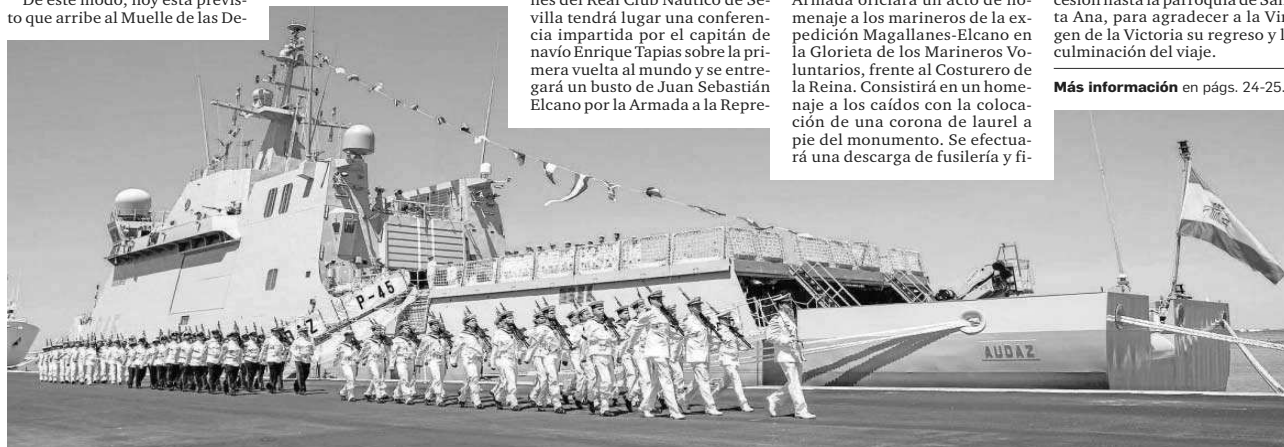 De este modo, hoy está previs-
to que arribe al Muelle de las De-
nes del Real Club Náutico de Se-
villa tendrá lugar una conferen-
cia impartida por el capitán de
navío Enrique Tapias sobre la pri-
mera vuelta al mundo y se entre-
gará un busto de Juan Sebastián
Elcano por la Armada a la Repre-
Armada oficiará un acto de ho-
menaje a los marineros de la ex-
pedición Magallanes-Elcano en
la Glorieta de los Marineros Vo-
luntarios, frente al Costurero de
la Reina. Consistirá en un home-
naje a los caídos con la coloca-
ción de una corona de laurel a
pie del monumento. Se efectua-
rá una descarga de fusilería y fi-
cesión hasta la parroquia de San-
ta Ana, para agradecer a la Vir
gen de la Victoria su regreso y l
culminación del viaje.
Más información en págs. 24-25.
P-45
AUDAZ